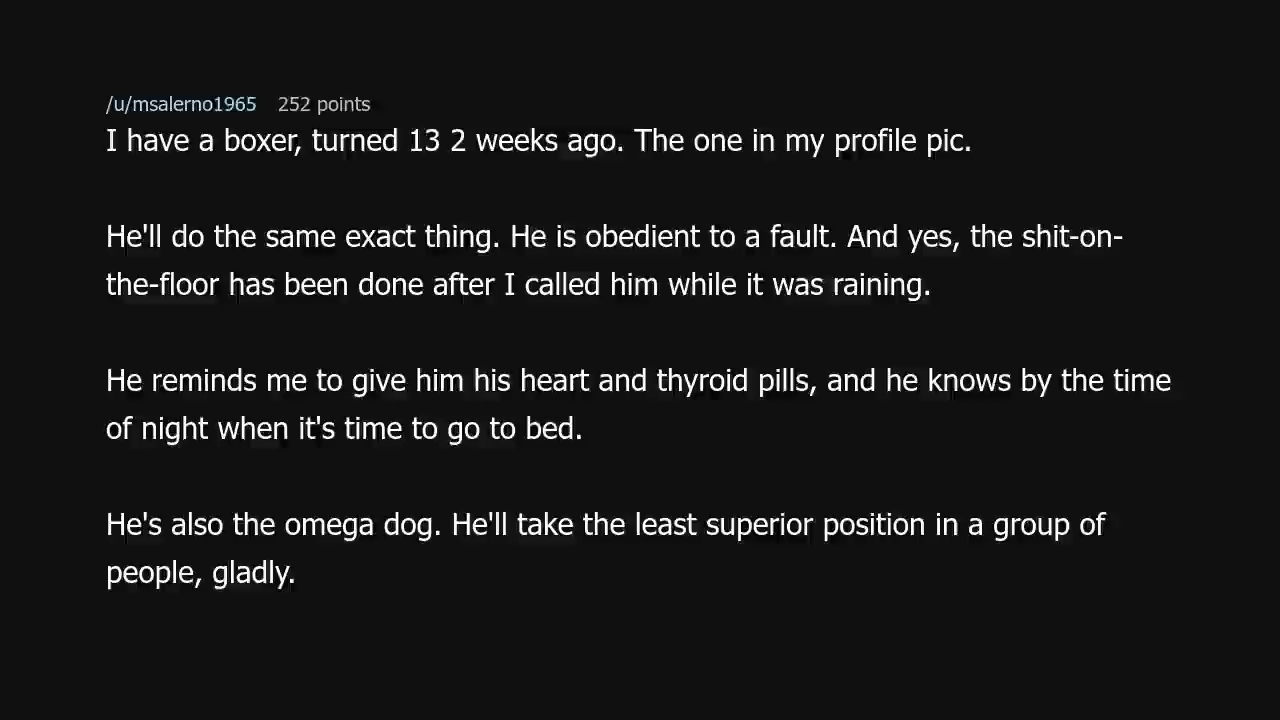 /u/msalerno1965 252 points
I have a boxer, turned 13 2 weeks ago. The one in my profile pic.
He'll do the same exact thing. He is obedient to a fault. And yes, the shit-on-
the-floor has been done after I called him while it was raining.
He reminds me to give him his heart and thyroid pills, and he knows by the time
of night when it's time to go to bed.
He's also the omega dog. He'll take the least superior position in a group of
people, gladly.